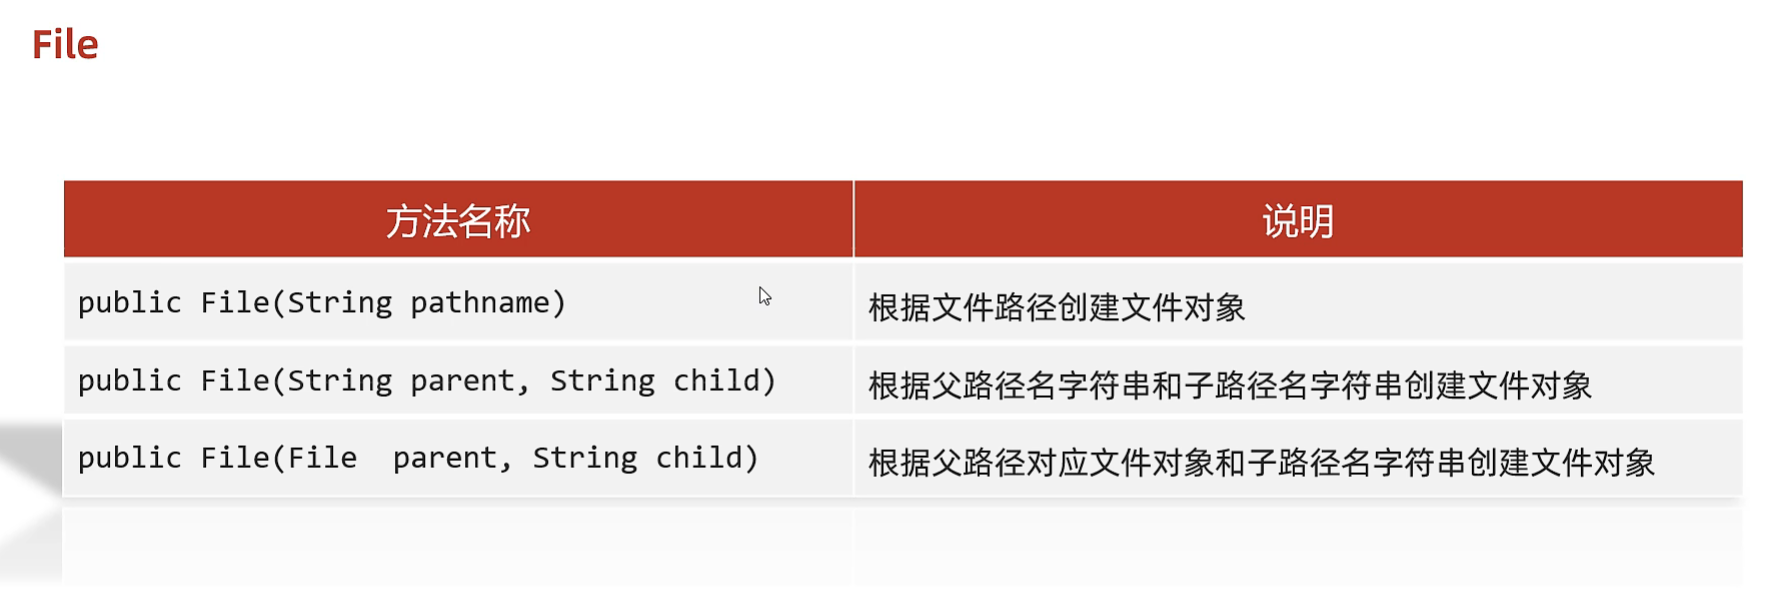 File
方法名称 说明
public File(String pathname) 根据文件路径创建文件对象
public File(String parent, String child) 根据父路径名字符串和子路径名字符串创建文件对象
public File(File  parent, String child) 根据父路径对应文件对象和子路径名字符串创建文件对象